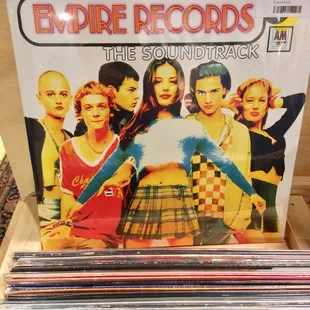 EMPIRE RECORDS
THE SOUNDTRACK
A&M